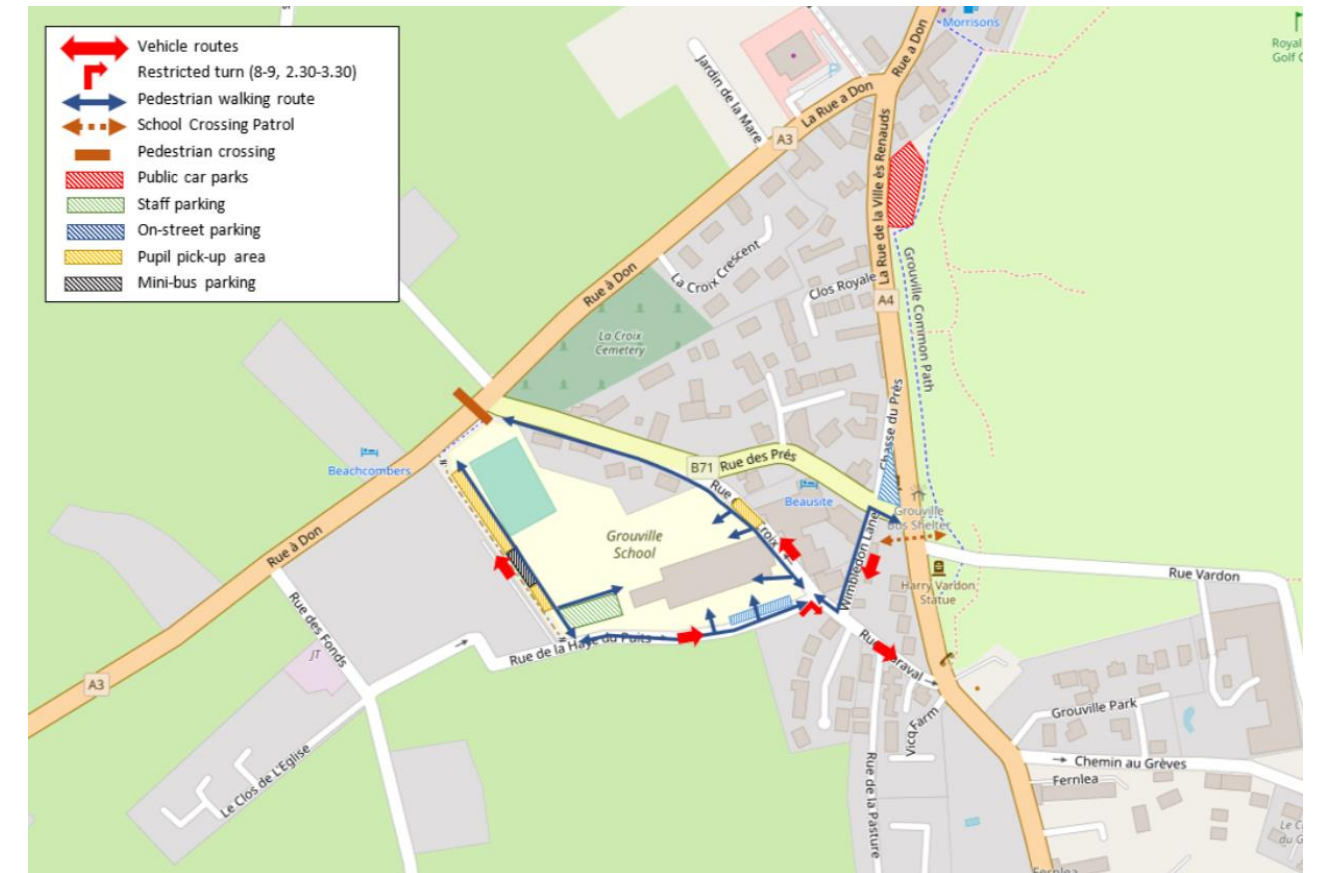 Vehicle routes
Restricted turn (8-9, 2.30-3.30)
Pedestrian walking route
School Crossing Patrol
Pedestrian crossing
Public car parks
Staff parking
On-street parking
Pupil pick-up area
Mini-bus parking
Morrisons
Rue a Don
Royal
Golf C
Jardin de la Mare
La Rue a Don
A3
La Rue de la Ville ès Renauds
La Croix Crescent
Rue à Don
Clos Royale
A4
Grouville Common Path
La Croix
Cemetery
Chasse du Prés
Beachcombers
B71
Rue des Prés
Rue
Croix
Beausite
Grouville
Bus Shelter
Grouville
School
Wimbledon Lane
Rue à Don
Rue Vardon
Harry Vardon
Statue
Rue des Fonds
JT
Rue de la Haye du Puits
Rue
araval
A3
Vicq Farm
Grouville Park
Le Clos de L'Eglise
Rue de la Pasture
Chemin au Grèves
Fernlea
Le C
du G
Fernlea